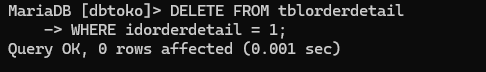 MariaDB [dbtoko]> DELETE FROM tblorderdetail
    -> WHERE idorderdetail = 1;
Query OK, 0 rows affected (0.001 sec)